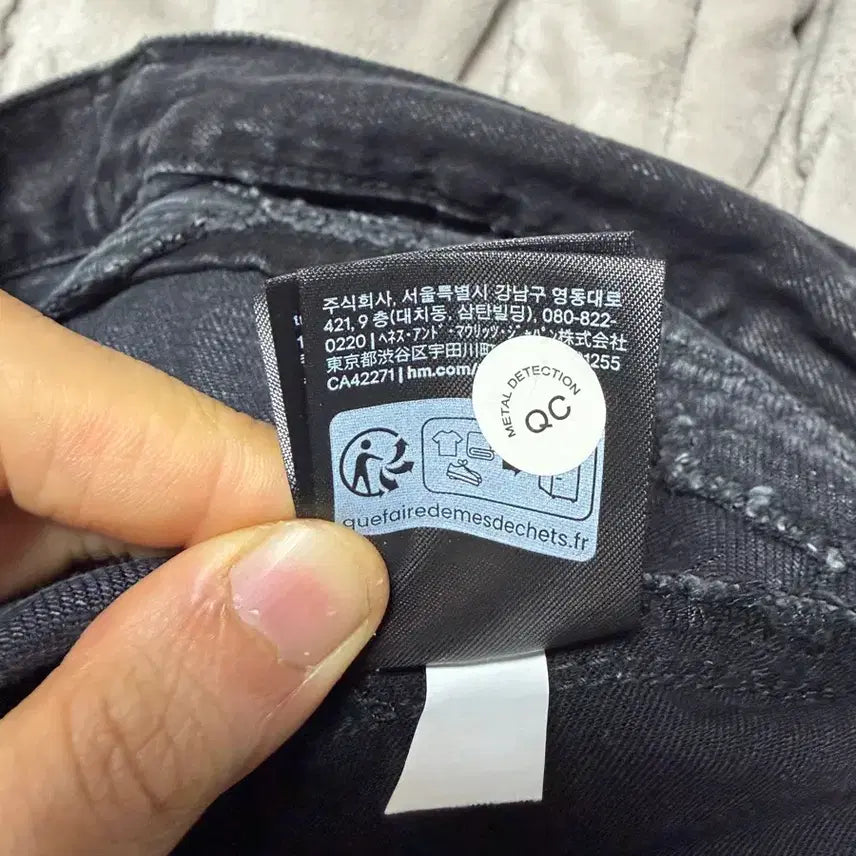 주식회사, 서울특별시 강남구 영동대로
421, 9 층(대치동, 삼탄빌딩), 080-822-
0220 | ヘネス・アンド・マウリッツ・ジャパン株式会社
東京都渋谷区宇田川町 1255
CA42271 | hm.com/
METAL DETECTION
QC
quefairedemesdechets.fr